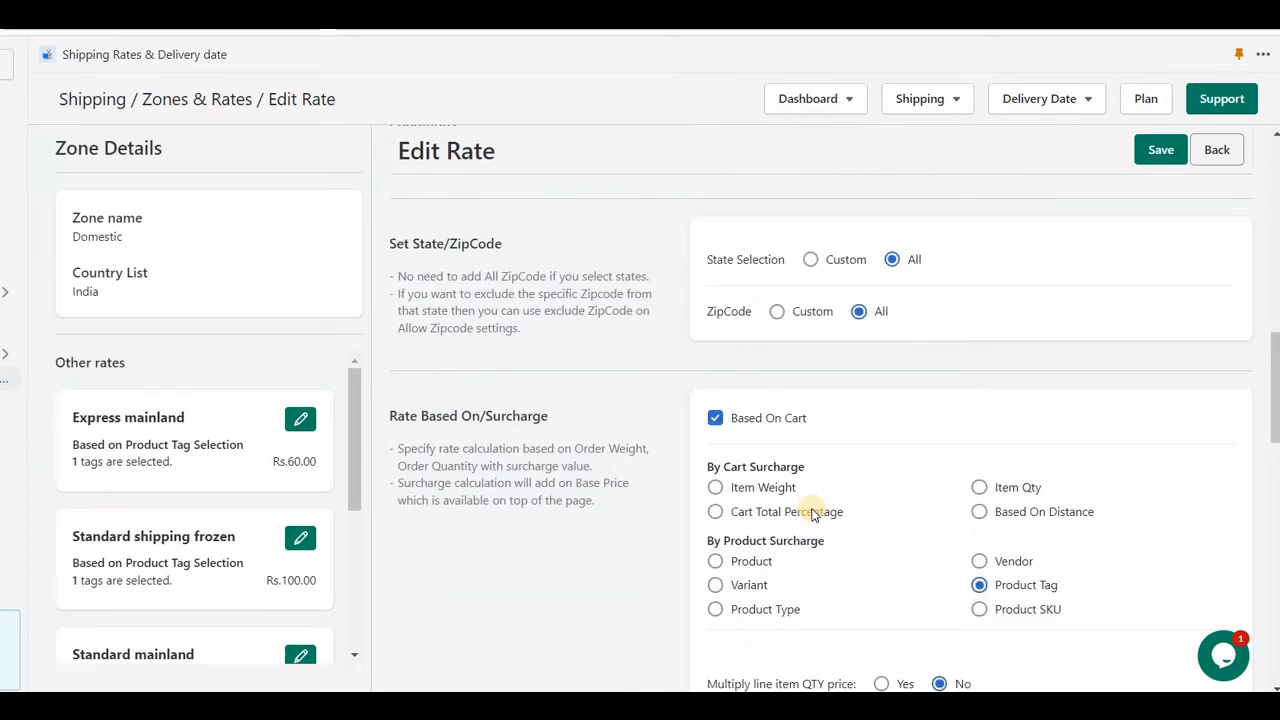 Shipping Rates & Delivery date
Shipping / Zones & Rates / Edit Rate
Dashboard
Shipping
Delivery Date
Plan
Support
Zone Details
Zone name
Domestic
Country List
India
Other rates
Express mainland
Based on Product Tag Selection
1 tags are selected.
Rs.60.00
Standard shipping frozen
Based on Product Tag Selection
1 tags are selected.
Rs.100.00
Standard mainland
Edit Rate
Save
Back
Set State/ZipCode
- No need to add All ZipCode if you select states.
- If you want to exclude the specific Zipcode from
that state then you can use exclude ZipCode on
Allow Zipcode settings.
State Selection
Custom
All
ZipCode
Custom
All
Rate Based On/Surcharge
- Specify rate calculation based on Order Weight,
Order Quantity with surcharge value.
- Surcharge calculation will add on Base Price
which is available on top of the page.
Based On Cart
By Cart Surcharge
Item Weight
Item Qty
Cart Total Percentage
Based On Distance
By Product Surcharge
Product
Vendor
Variant
Product Tag
Product Type
Product SKU
Multiply line item QTY price:
Yes
No
1
...